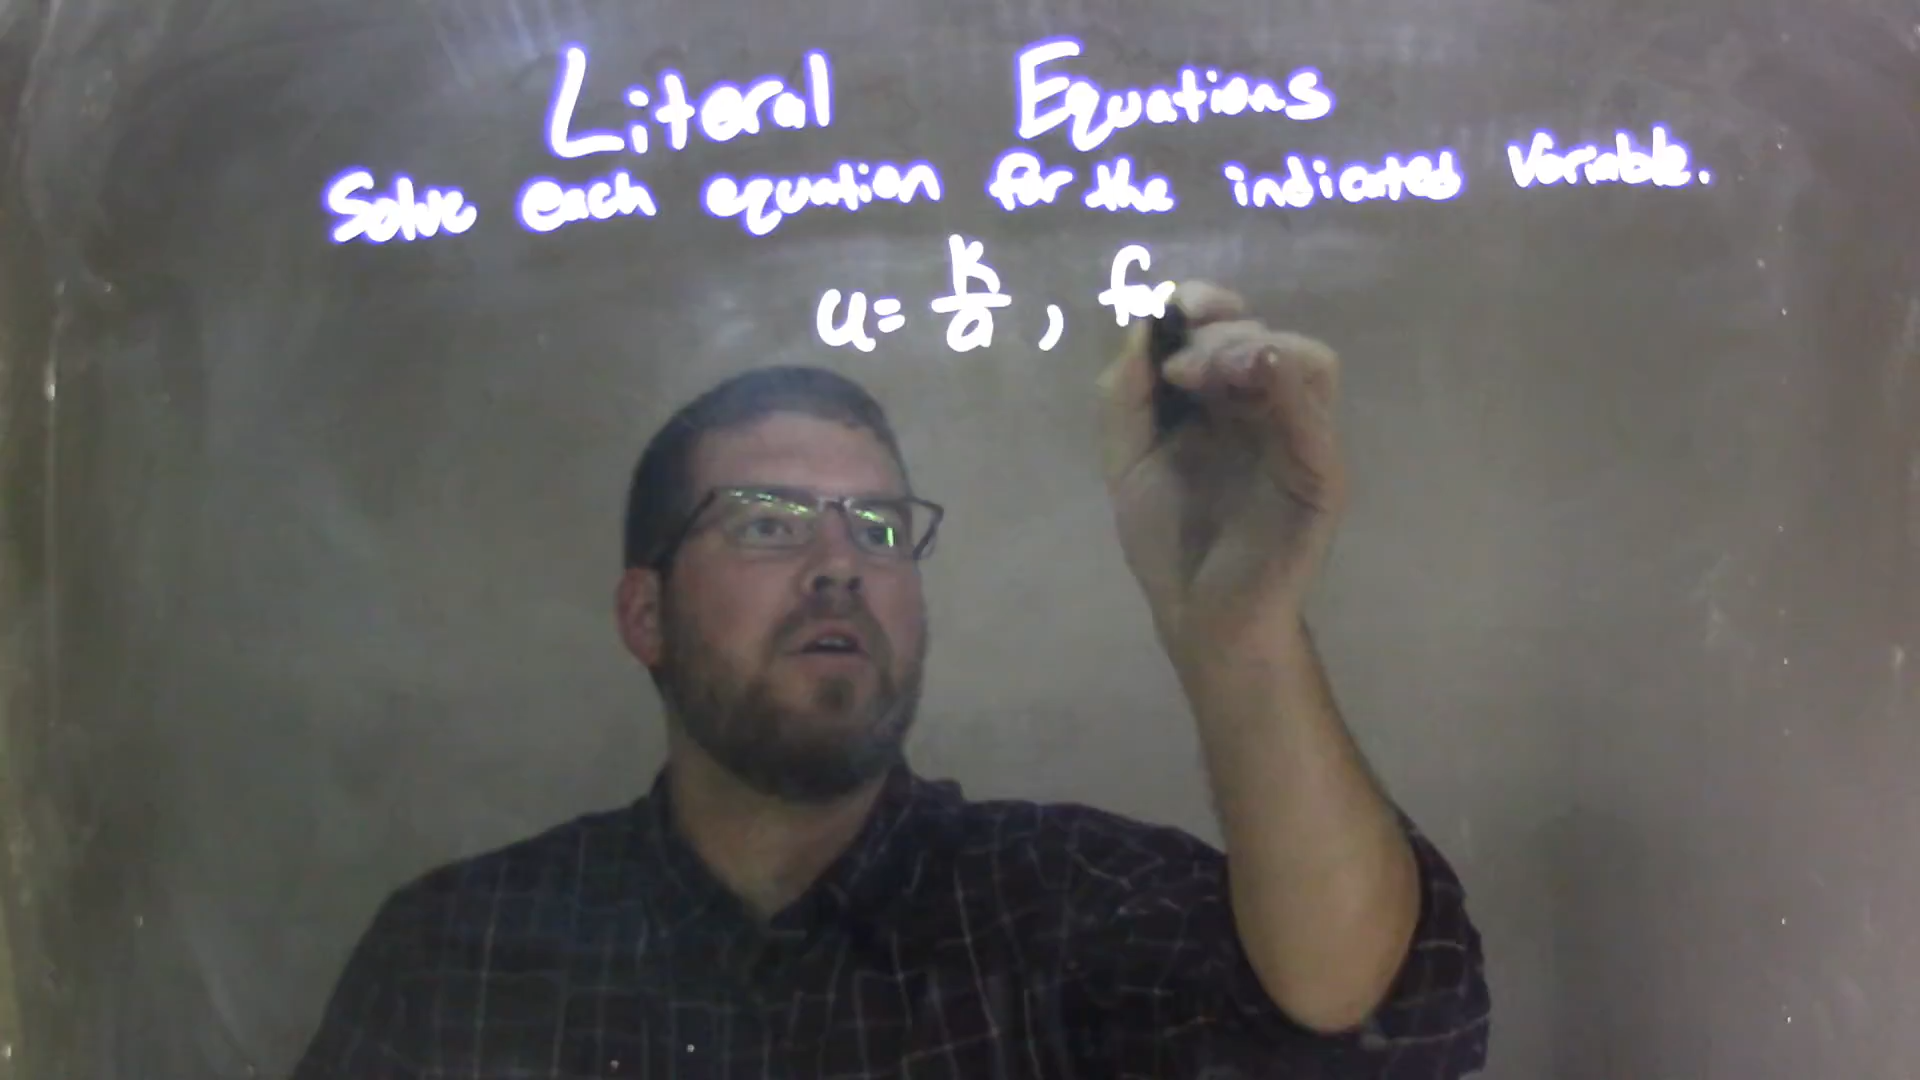 Literal Equations
Solve each equation for the indicated variable.
u = k/a, for